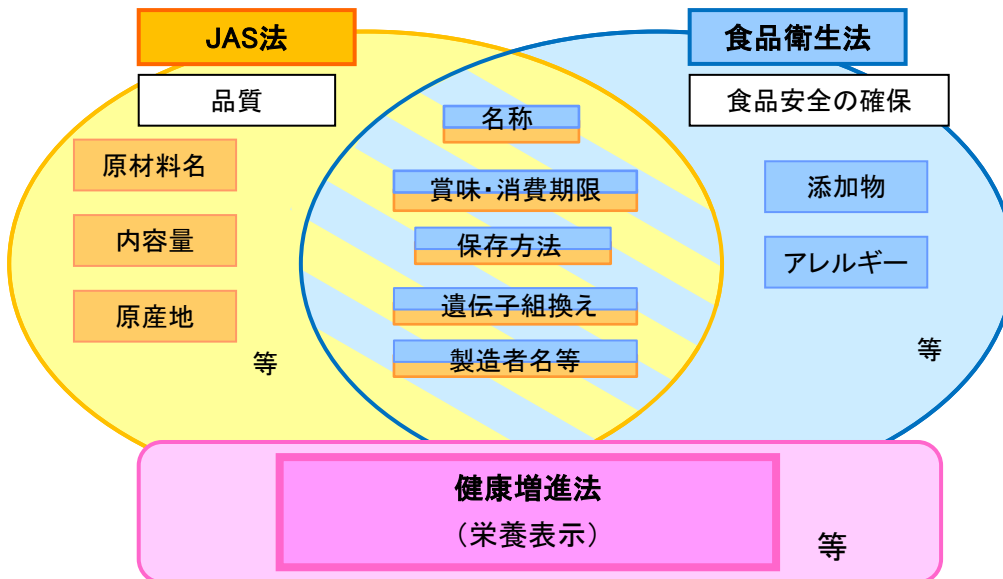 JAS法
食品衛生法
品質
食品安全の確保
名称
原材料名
賞味・消費期限
添加物
内容量
保存方法
アレルギー
原産地
遺伝子組換え
製造者名等
等
等
健康増進法
（栄養表示）
等